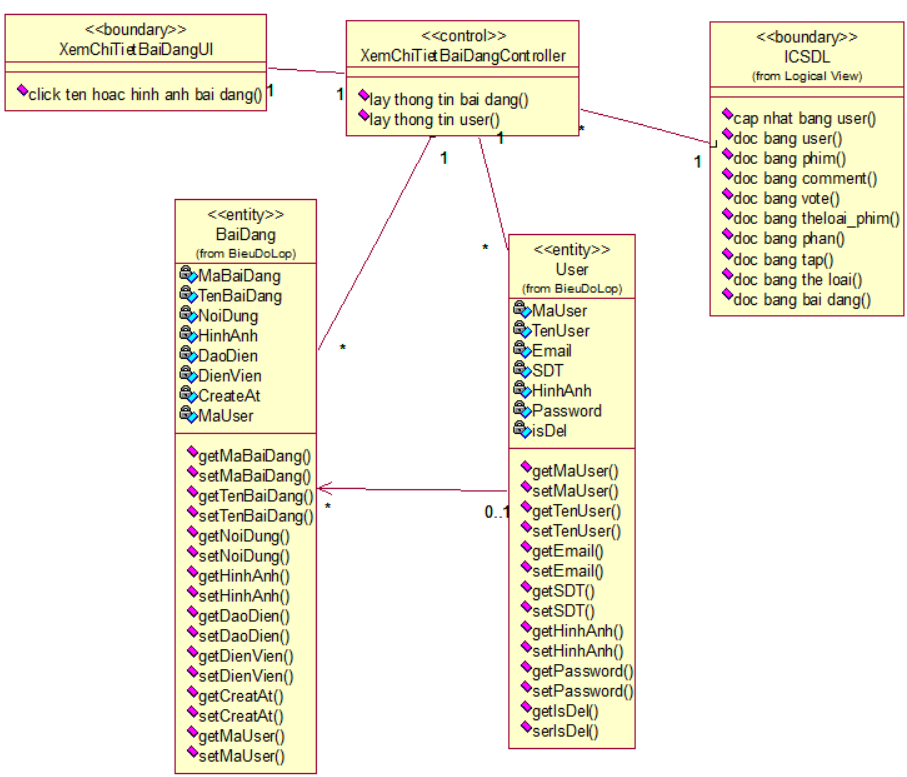 <<boundary>>
XemChiTietBaiDangUI
click ten hoac hinh anh bai dang()
1
1
<<control>>
XemChiTietBaiDangController
lay thong tin bai dang()
lay thong tin user()
1
1
*
1
<<boundary>>
ICSDL
(from Logical View)
cap nhat bang user()
doc bang user()
doc bang phim()
doc bang comment()
doc bang vote()
doc bang theloai_phim()
doc bang phan()
doc bang tap()
doc bang the loai()
doc bang bai dang()
<<entity>>
BaiDang
(from BieuDoLop)
MaBaiDang
TenBaiDang
NoiDung
HinhAnh
DaoDien
DienVien
CreateAt
MaUser
getMaBaiDang()
setMaBaiDang()
getTenBaiDang()
setTenBaiDang()
getNoiDung()
setNoiDung()
getHinhAnh()
setHinhAnh()
getDaoDien()
setDaoDien()
getDienVien()
setDienVien()
getCreatAt()
setCreatAt()
getMaUser()
setMaUser()
*
*
*
0..1
<<entity>>
User
(from BieuDoLop)
MaUser
TenUser
Email
SDT
HinhAnh
Password
isDel
getMaUser()
setMaUser()
getTenUser()
setTenUser()
getEmail()
setEmail()
getSDT()
setSDT()
getHinhAnh()
setHinhAnh()
getPassword()
setPassword()
getIsDel()
serIsDel()